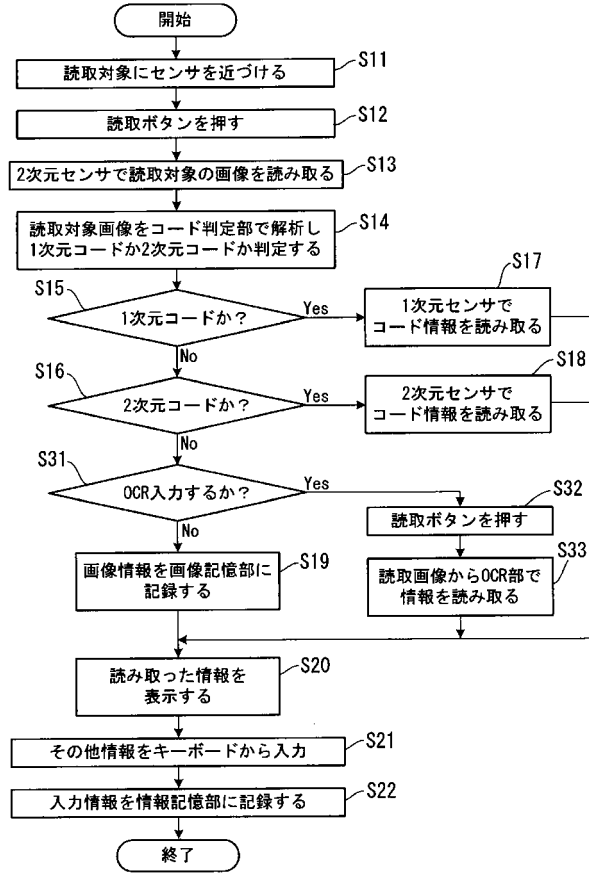 開始
読取対象にセンサを近づける
S11
読取ボタンを押す
S12
2次元センサで読取対象の画像を読み取る
S13
読取対象画像をコード判定部で解析し
1次元コードか2次元コードか判定する
S14
S15
1次元コードか?
Yes
No
1次元センサで
コード情報を読み取る
S17
S16
2次元コードか?
Yes
No
2次元センサで
コード情報を読み取る
S18
S31
OCR入力するか?
Yes
No
読取ボタンを押す
S32
画像情報を画像記憶部に
記録する
S19
読取画像からOCR部で
情報を読み取る
S33
読み取った情報を
表示する
S20
その他情報をキーボードから入力
S21
入力情報を情報記憶部に記録する
S22
終了